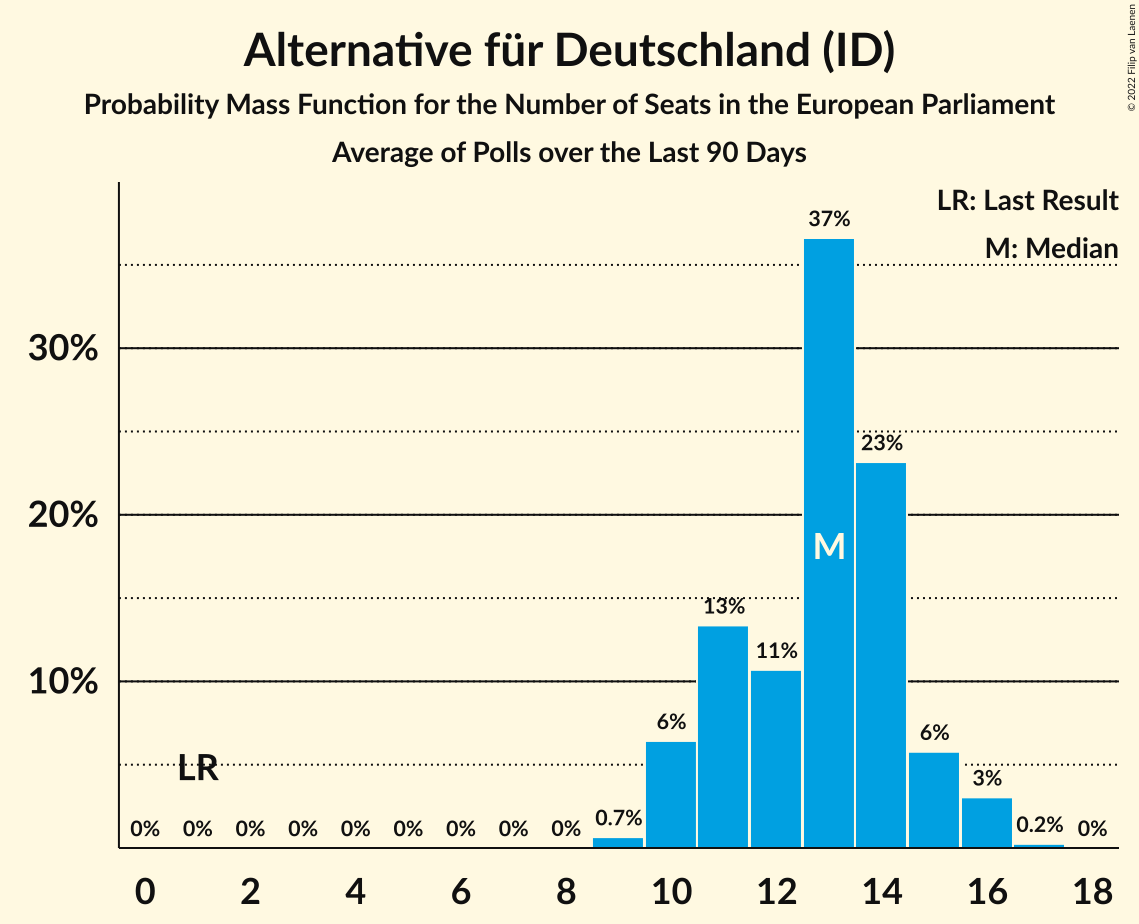 Alternative für Deutschland (ID)
Probability Mass Function for the Number of Seats in the European Parliament
Average of Polls over the Last 90 Days
© 2022 Filip van Laenen
LR: Last Result
M: Median
37%
30%
23%
20%
M
13%
11%
10%
6%
6%
LR
3%
0% 0% 0% 0% 0% 0% 0% 0% 0% 0.7% 0.2% 0%
0 2 4 6 8 10 12 14 16 18